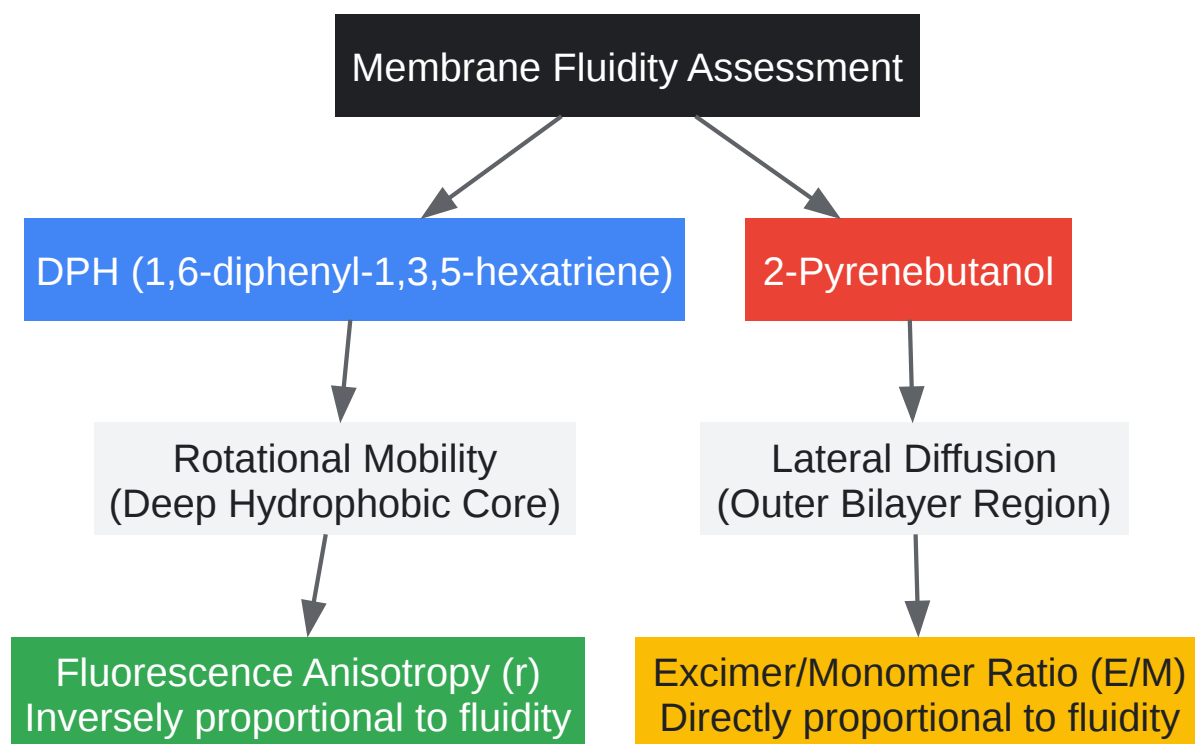 Membrane Fluidity Assessment
DPH (1,6-diphenyl-1,3,5-hexatriene)
2-Pyrenebutanol
Rotational Mobility
(Deep Hydrophobic Core)
Lateral Diffusion
(Outer Bilayer Region)
Fluorescence Anisotropy (r)
Inversely proportional to fluidity
Excimer/Monomer Ratio (E/M)
Directly proportional to fluidity